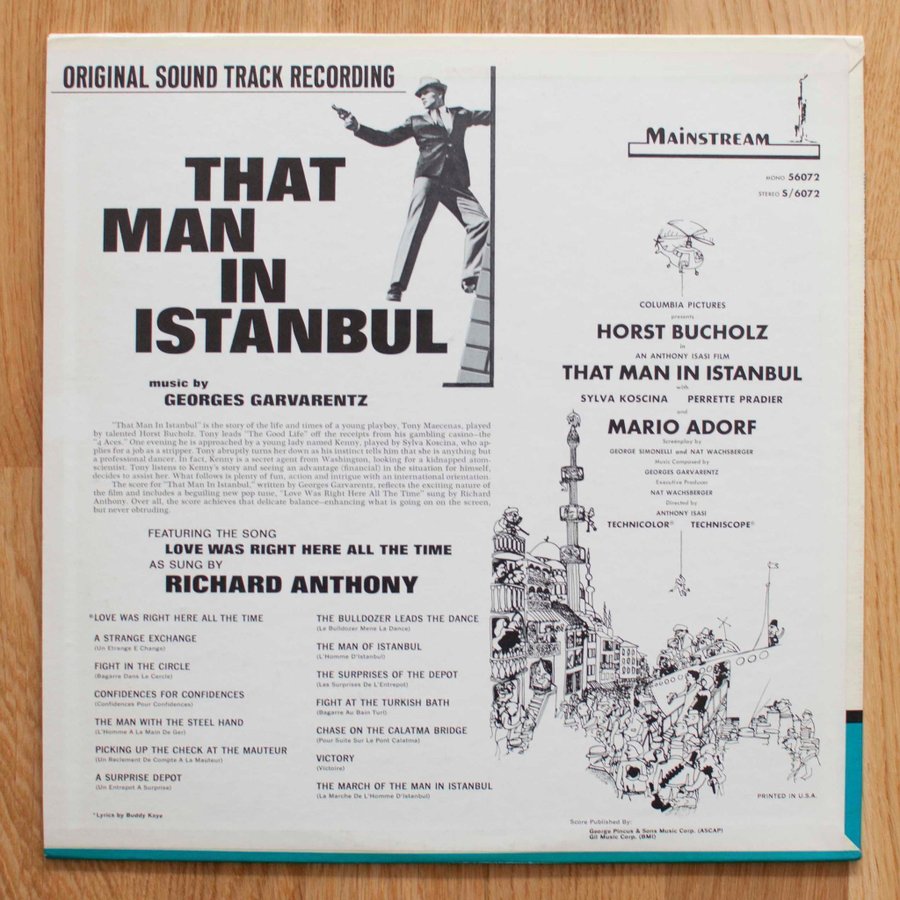 ORIGINAL SOUND TRACK RECORDING
THAT
MAN
IN
ISTANBUL
music by
GEORGES GARVARENTZ
"That Man In Istanbul" is the story of the life and times of a young playboy, Tony Maecenas, played
by talented Horst Bucholz. Tony leads "The Good Life" off the receipts from his gambling casino—the
"4 Aces." One evening he is approached by a young lady named Kenny, played by Sylva Koscina, who ap-
plies for a job as a stripper. Tony abruptly turns her down as his instinct tells him that she is anything but
a professional dancer. In fact, Kenny is a secret agent from Washington, looking for a kidnapped atom-
scientist. Tony listens to Kenny's story and seeing an advantage (financial) in the situation for himself,
decides to assist her. What follows is plenty of fun, action and intrigue with an international orientation.
The score for "That Man In Istanbul", written by Georges Garvarentz, reflects the exciting nature of
the film and includes a beguiling new pop tune, "Love Was Right Here All The Time" sung by Richard
Anthony. Over all, the score achieves that delicate balance—enhancing what is going on on the screen,
but never obtruding.
FEATURING THE SONG
LOVE WAS RIGHT HERE ALL THE TIME
AS SUNG BY
RICHARD ANTHONY
*LOVE WAS RIGHT HERE ALL THE TIME
A STRANGE EXCHANGE
(Un Etrange E Change)
FIGHT IN THE CIRCLE
(Bagarre Dans Le Cercle)
CONFIDENCES FOR CONFIDENCES
(Confidences Pour Confidences)
THE MAN WITH THE STEEL HAND
(L'Homme A La Main De Ger)
PICKING UP THE CHECK AT THE MAUTEUR
(Un Reclement De Compte A La Mauteur)
A SURPRISE DEPOT
(Un Entrepot A Surprise)
*Lyrics by Buddy Kaye
THE BULLDOZER LEADS THE DANCE
(Le Bulldozer Mene La Dance)
THE MAN OF ISTANBUL
(L'Homme D'Istanbul)
THE SURPRISES OF THE DEPOT
(Les Surprises De L'Entrepot)
FIGHT AT THE TURKISH BATH
(Bagarre Au Bain Turl)
CHASE ON THE CALATMA BRIDGE
(Pour Suite Sur Le Pont Calatma)
VICTORY
(Victoire)
THE MARCH OF THE MAN IN ISTANBUL
(La Marche De L'Homme D'Istanbul)
MAINSTREAM
MONO 56072
STEREO S/6072
COLUMBIA PICTURES
presents
HORST BUCHOLZ
in
AN ANTHONY ISASI FILM
THAT MAN IN ISTANBUL
with
SYLVA KOSCINA PERRETTE PRADIER
and
MARIO ADORF
Screenplay by
GEORGE SIMONELLI and NAT WACHSBERGER
Music Composed by
GEORGES GARVARENTZ
Executive Producer
NAT WACHSBERGER
Directed by
ANTHONY ISASI
TECHNICOLOR® TECHNISCOPE®
PRINTED IN U.S.A.
Score Published By:
George Pincus & Sons Music Corp. (ASCAP)
Gil Music Corp. (BMI)